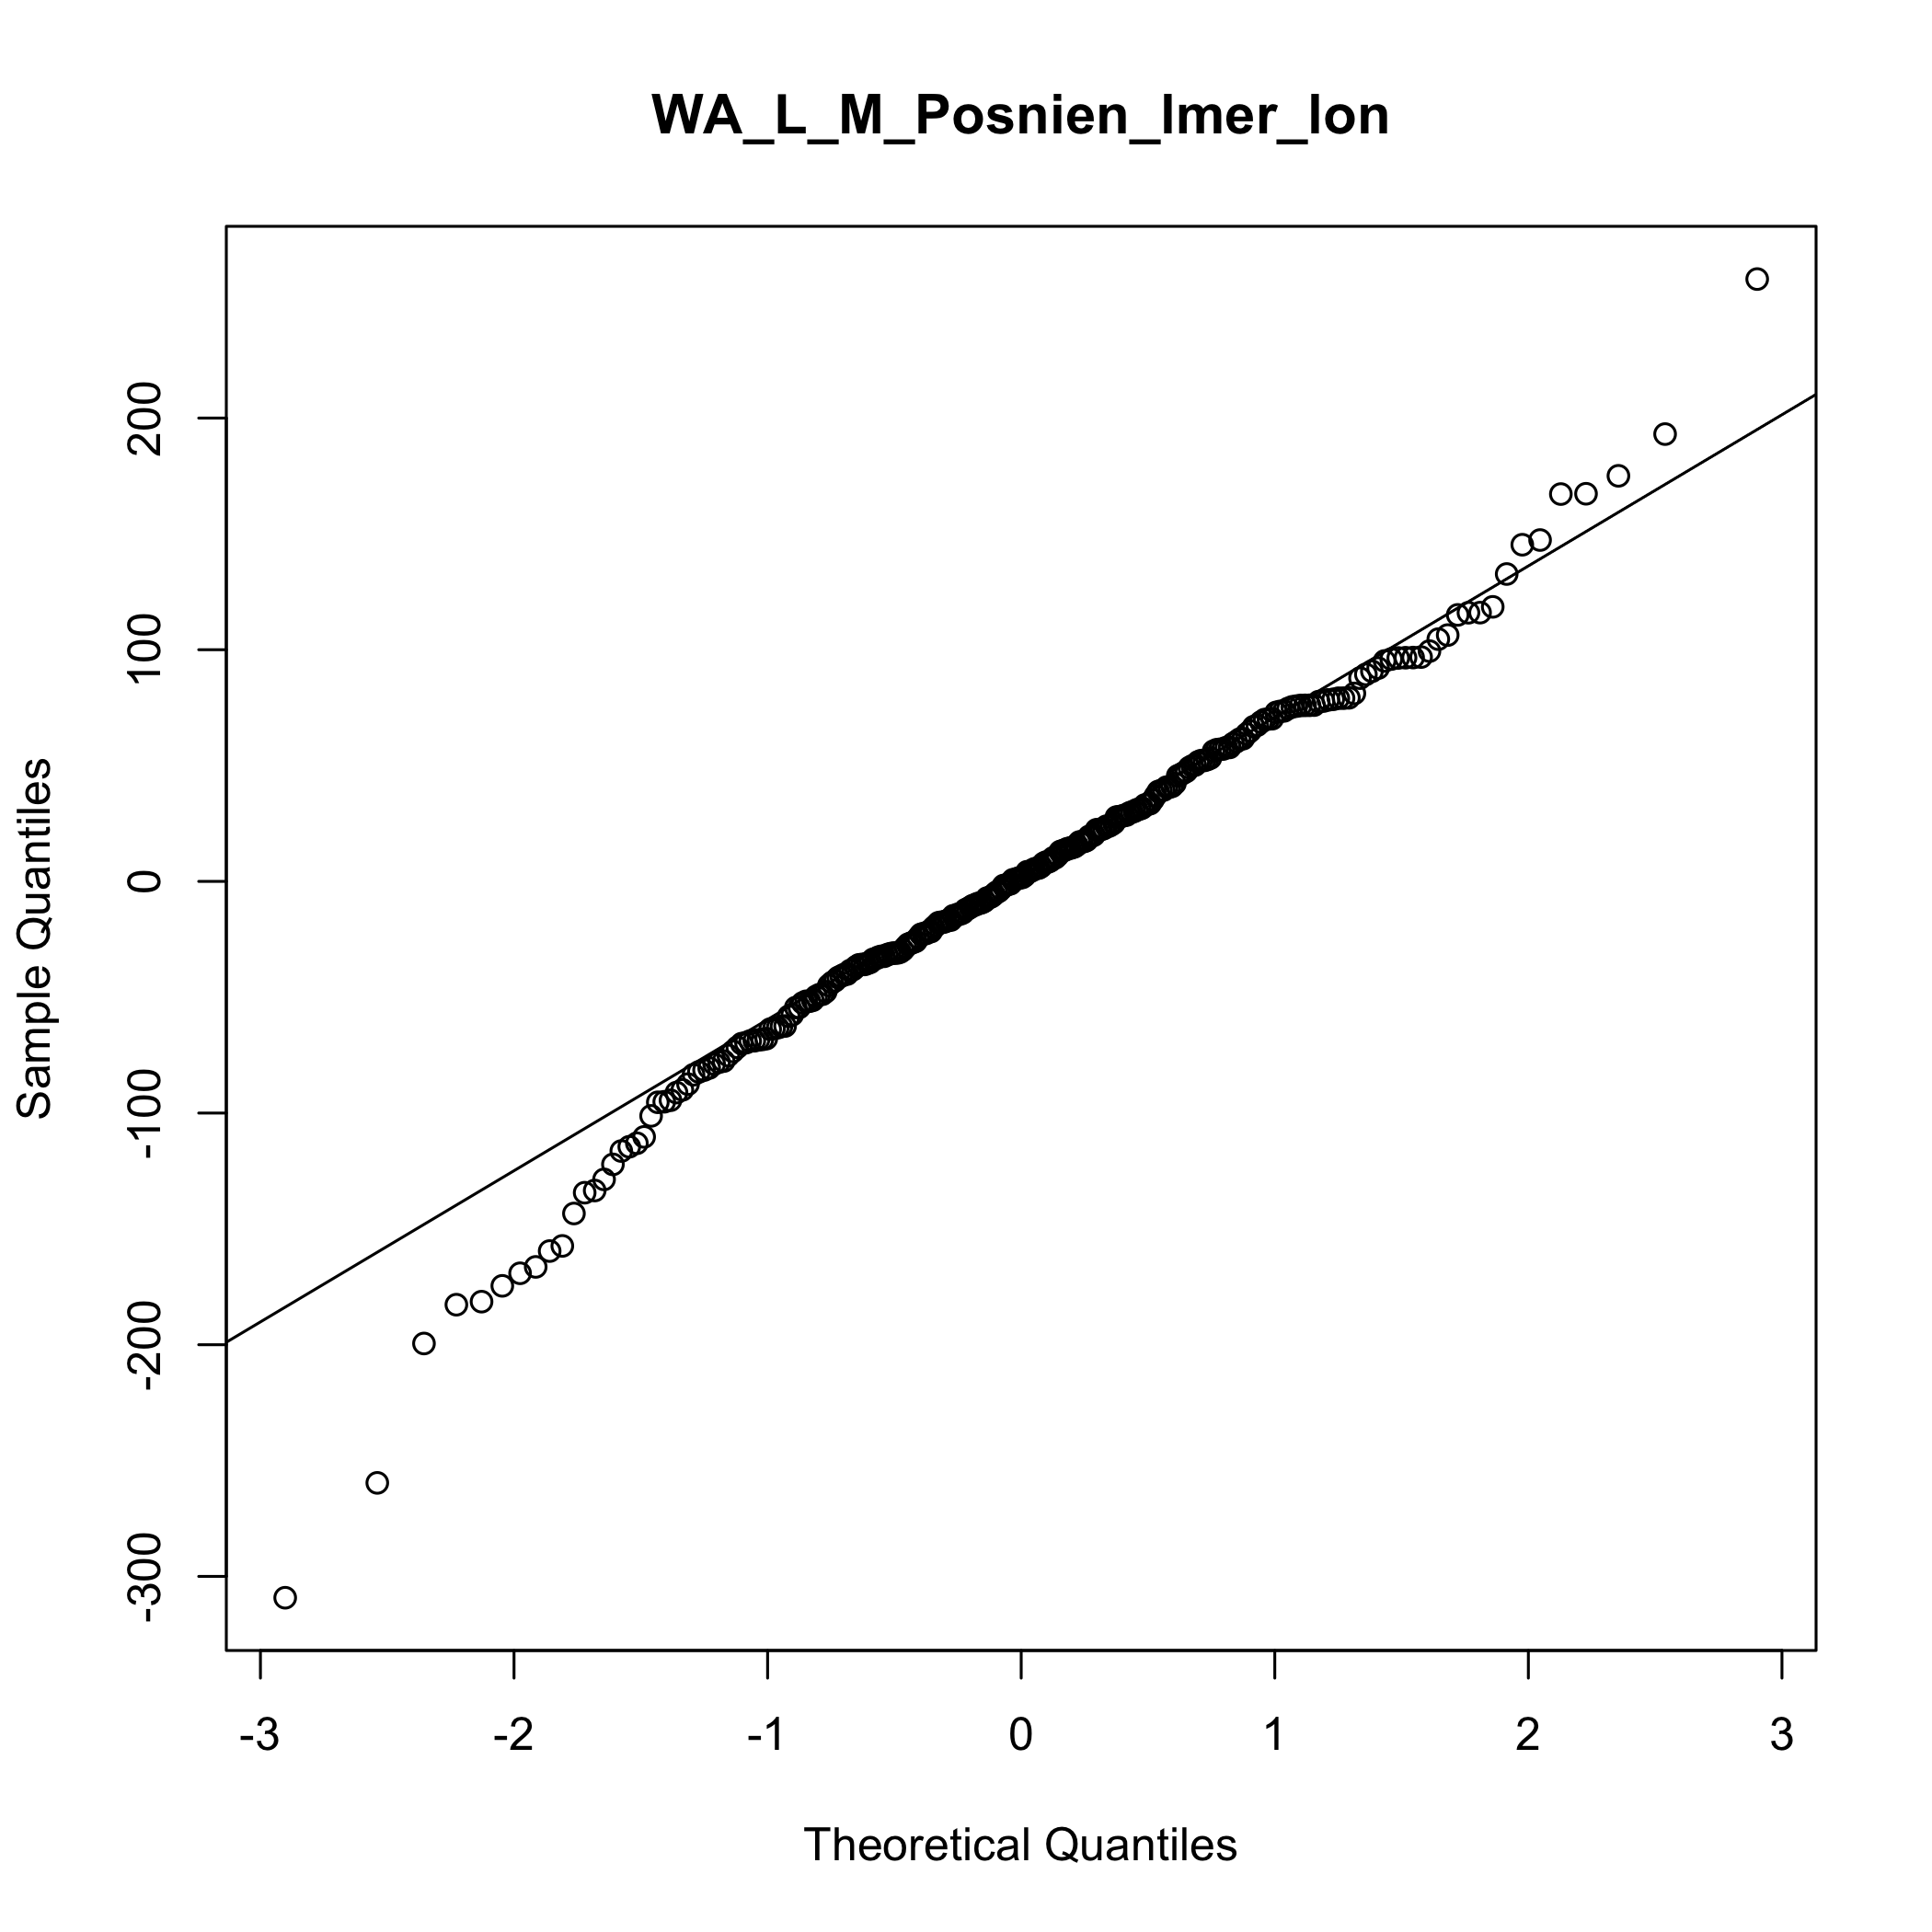 WA_L_M_Posnien_lmer_lon
Sample Quantiles
200
100
0
-100
-200
-300
-3 -2 -1 0 1 2 3
Theoretical Quantiles